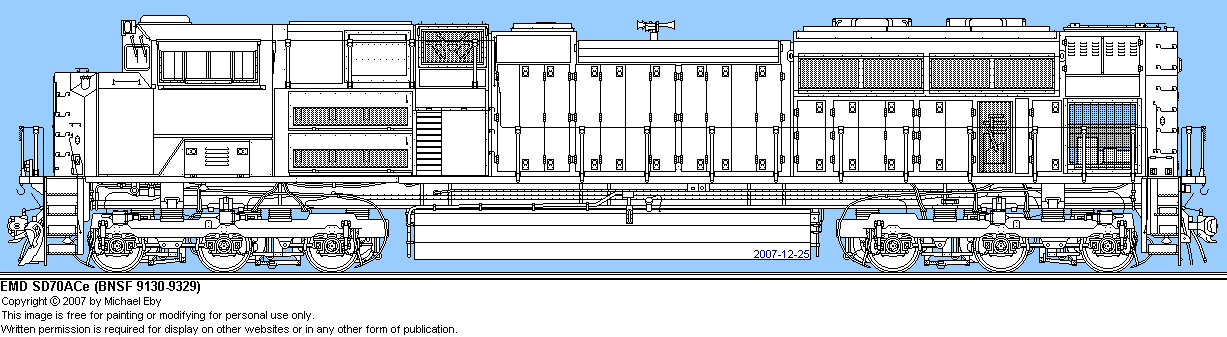 2007-12-25
EMD SD70ACe (BNSF 9130-9329)
Copyright © 2007 by Michael Eby
This image is free for painting or modifying for personal use only.
Written permission is required for display on other websites or in any other form of publication.